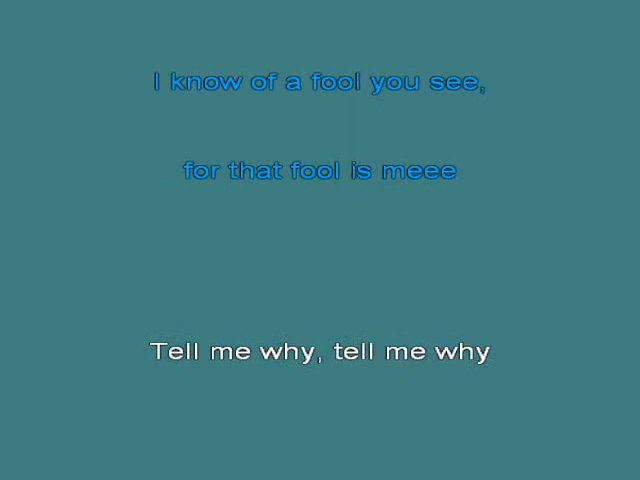 I know of a fool you see,
for that fool is meee
Tell me why, tell me why